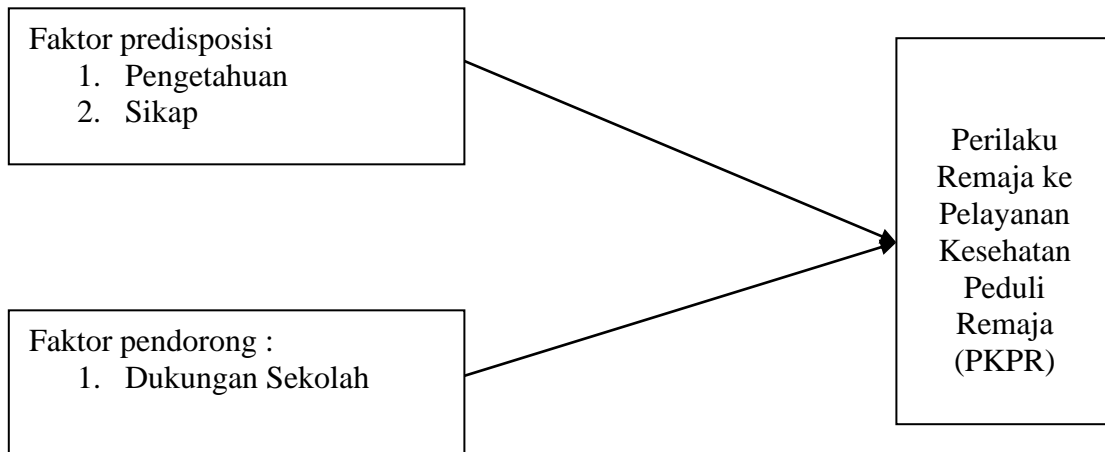 Faktor predisposisi
1. Pengetahuan
2. Sikap
Faktor pendorong :
1. Dukungan Sekolah
Perilaku
Remaja ke
Pelayanan
Kesehatan
Peduli
Remaja
(PKPR)